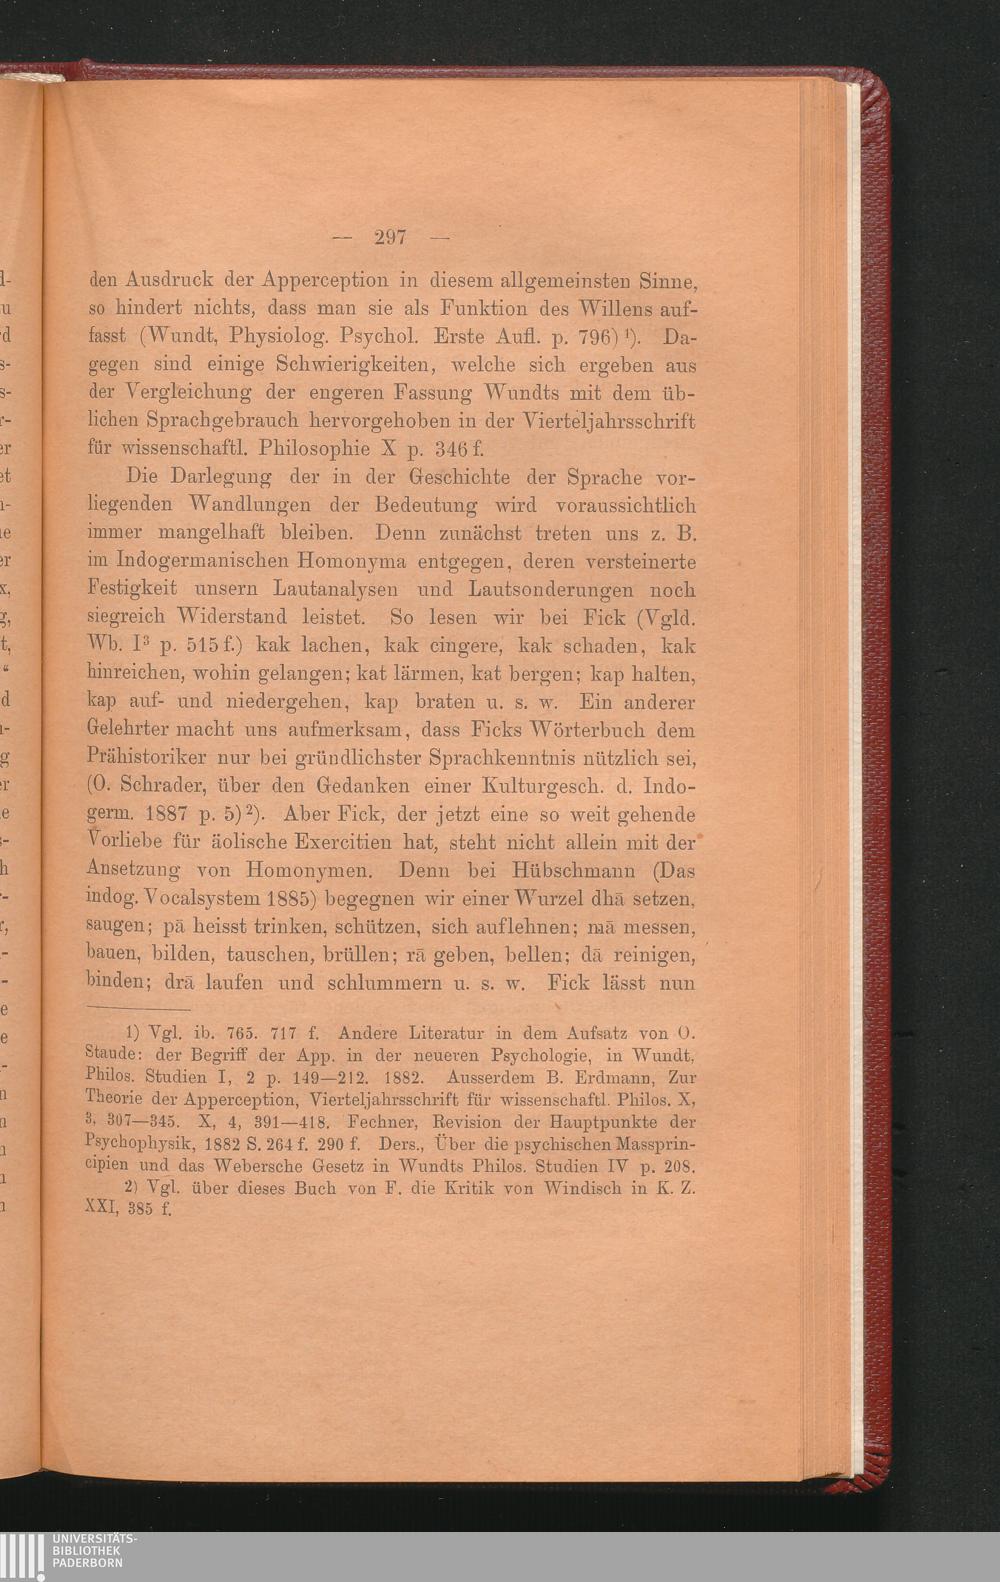 — 297 —
den Ausdruck der Apperception in diesem allgemeinsten Sinne,
so hindert nichts, dass man sie als Funktion des Willens auf-
fasst (Wundt, Physiolog. Psychol. Erste Aufl. p. 796) ¹). Da-
gegen sind einige Schwierigkeiten, welche sich ergeben aus
der Vergleichung der engeren Fassung Wundts mit dem üb-
lichen Sprachgebrauch hervorgehoben in der Vierteljahrsschrift
für wissenschaftl. Philosophie X p. 346 f.
Die Darlegung der in der Geschichte der Sprache vor-
liegenden Wandlungen der Bedeutung wird voraussichtlich
immer mangelhaft bleiben. Denn zunächst treten uns z. B.
im Indogermanischen Homonyma entgegen, deren versteinerte
Festigkeit unsern Lautanalysen und Lautsonderungen noch
siegreich Widerstand leistet. So lesen wir bei Fick (Vgld.
Wb. I³ p. 515 f.) kak lachen, kak cingere, kak schaden, kak
hinreichen, wohin gelangen; kat lärmen, kat bergen; kap halten,
kap auf- und niedergehen, kap braten u. s. w. Ein anderer
Gelehrter macht uns aufmerksam, dass Ficks Wörterbuch dem
Prähistoriker nur bei gründlichster Sprachkenntnis nützlich sei,
(O. Schrader, über den Gedanken einer Kulturgesch. d. Indo-
germ. 1887 p. 5) ²). Aber Fick, der jetzt eine so weit gehende
Vorliebe für äolische Exercitien hat, steht nicht allein mit der
Ansetzung von Homonymen. Denn bei Hübschmann (Das
indog. Vocalsystem 1885) begegnen wir einer Wurzel dhā setzen,
saugen; pā heisst trinken, schützen, sich auflehnen; mā messen,
bauen, bilden, tauschen, brüllen; rā geben, bellen; dā reinigen,
binden; drā laufen und schlummern u. s. w. Fick lässt nun
1) Vgl. ib. 765. 717 f. Andere Literatur in dem Aufsatz von O.
Staude: der Begriff der App. in der neueren Psychologie, in Wundt,
Philos. Studien I, 2 p. 149—212. 1882. Ausserdem B. Erdmann, Zur
Theorie der Apperception, Vierteljahrsschrift für wissenschaftl. Philos. X,
3, 307—345. X, 4, 391—418. Fechner, Revision der Hauptpunkte der
Psychophysik, 1882 S. 264 f. 290 f. Ders., Über die psychischen Massprin-
cipien und das Webersche Gesetz in Wundts Philos. Studien IV p. 208.
2) Vgl. über dieses Buch von F. die Kritik von Windisch in K. Z.
XXI, 385 f.
UNIVERSITÄTS-
BIBLIOTHEK
PADERBORN